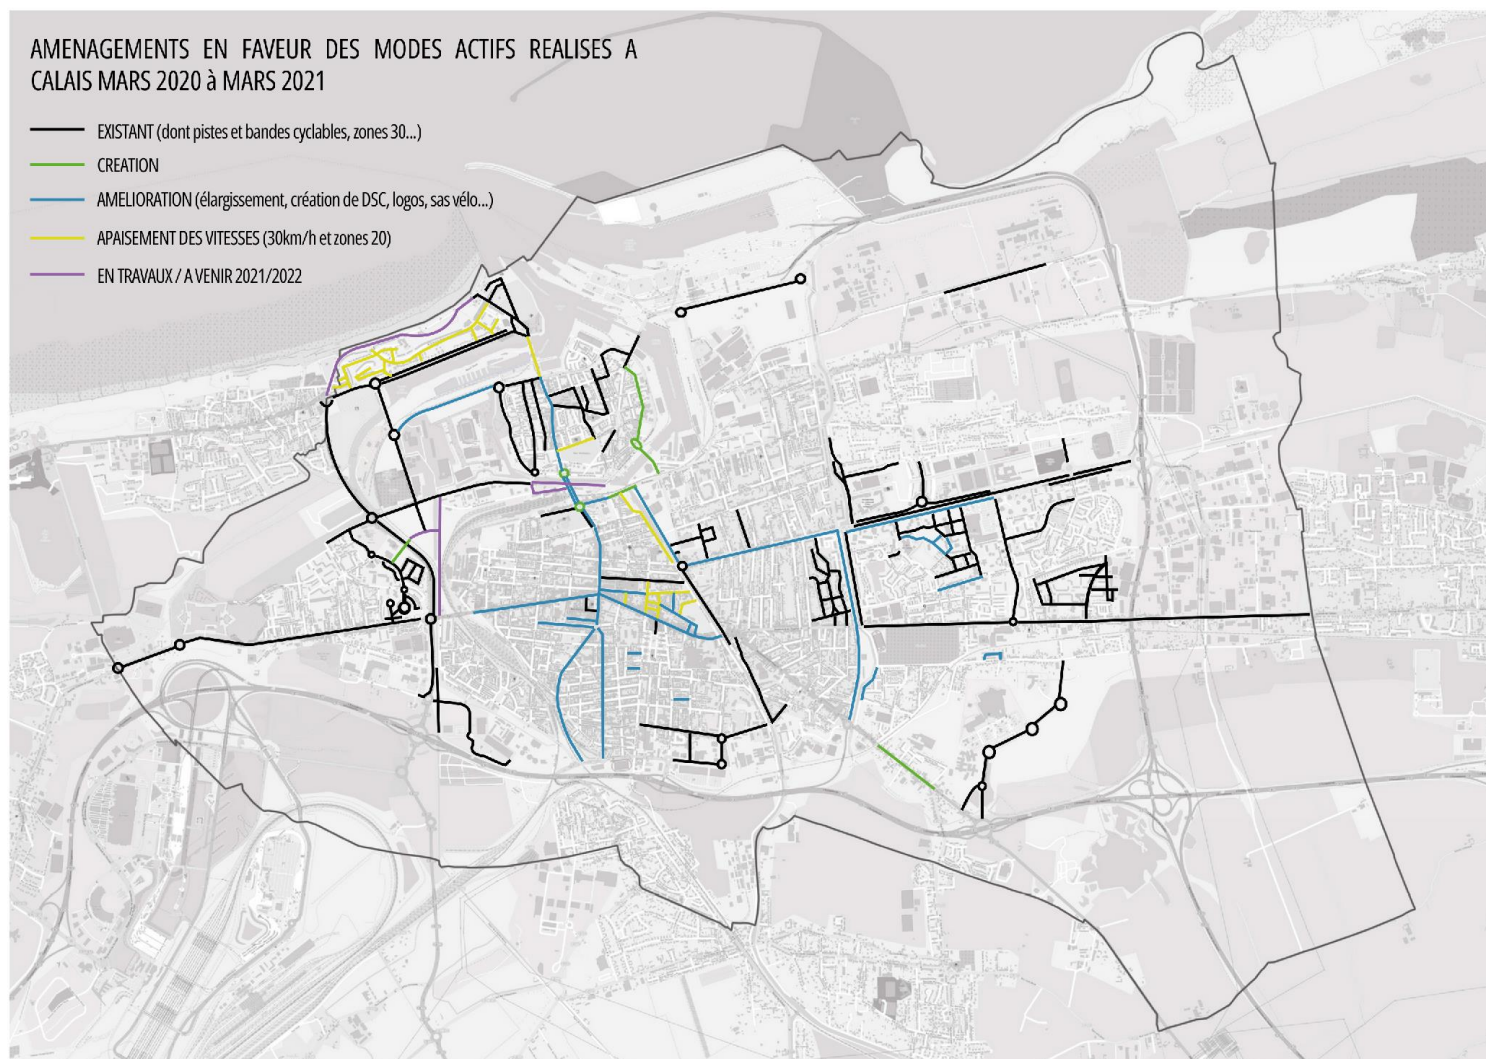 AMENAGEMENTS EN FAVEUR DES MODES ACTIFS REALISES A
CALAIS MARS 2020 à MARS 2021
EXISTANT (dont pistes et bandes cyclables, zones 30...)
CREATION
AMELIORATION (élargissement, création de DSC, logos, sas vélo...)
APAISEMENT DES VITESSES (30km/h et zones 20)
EN TRAVAUX / A VENIR 2021/2022